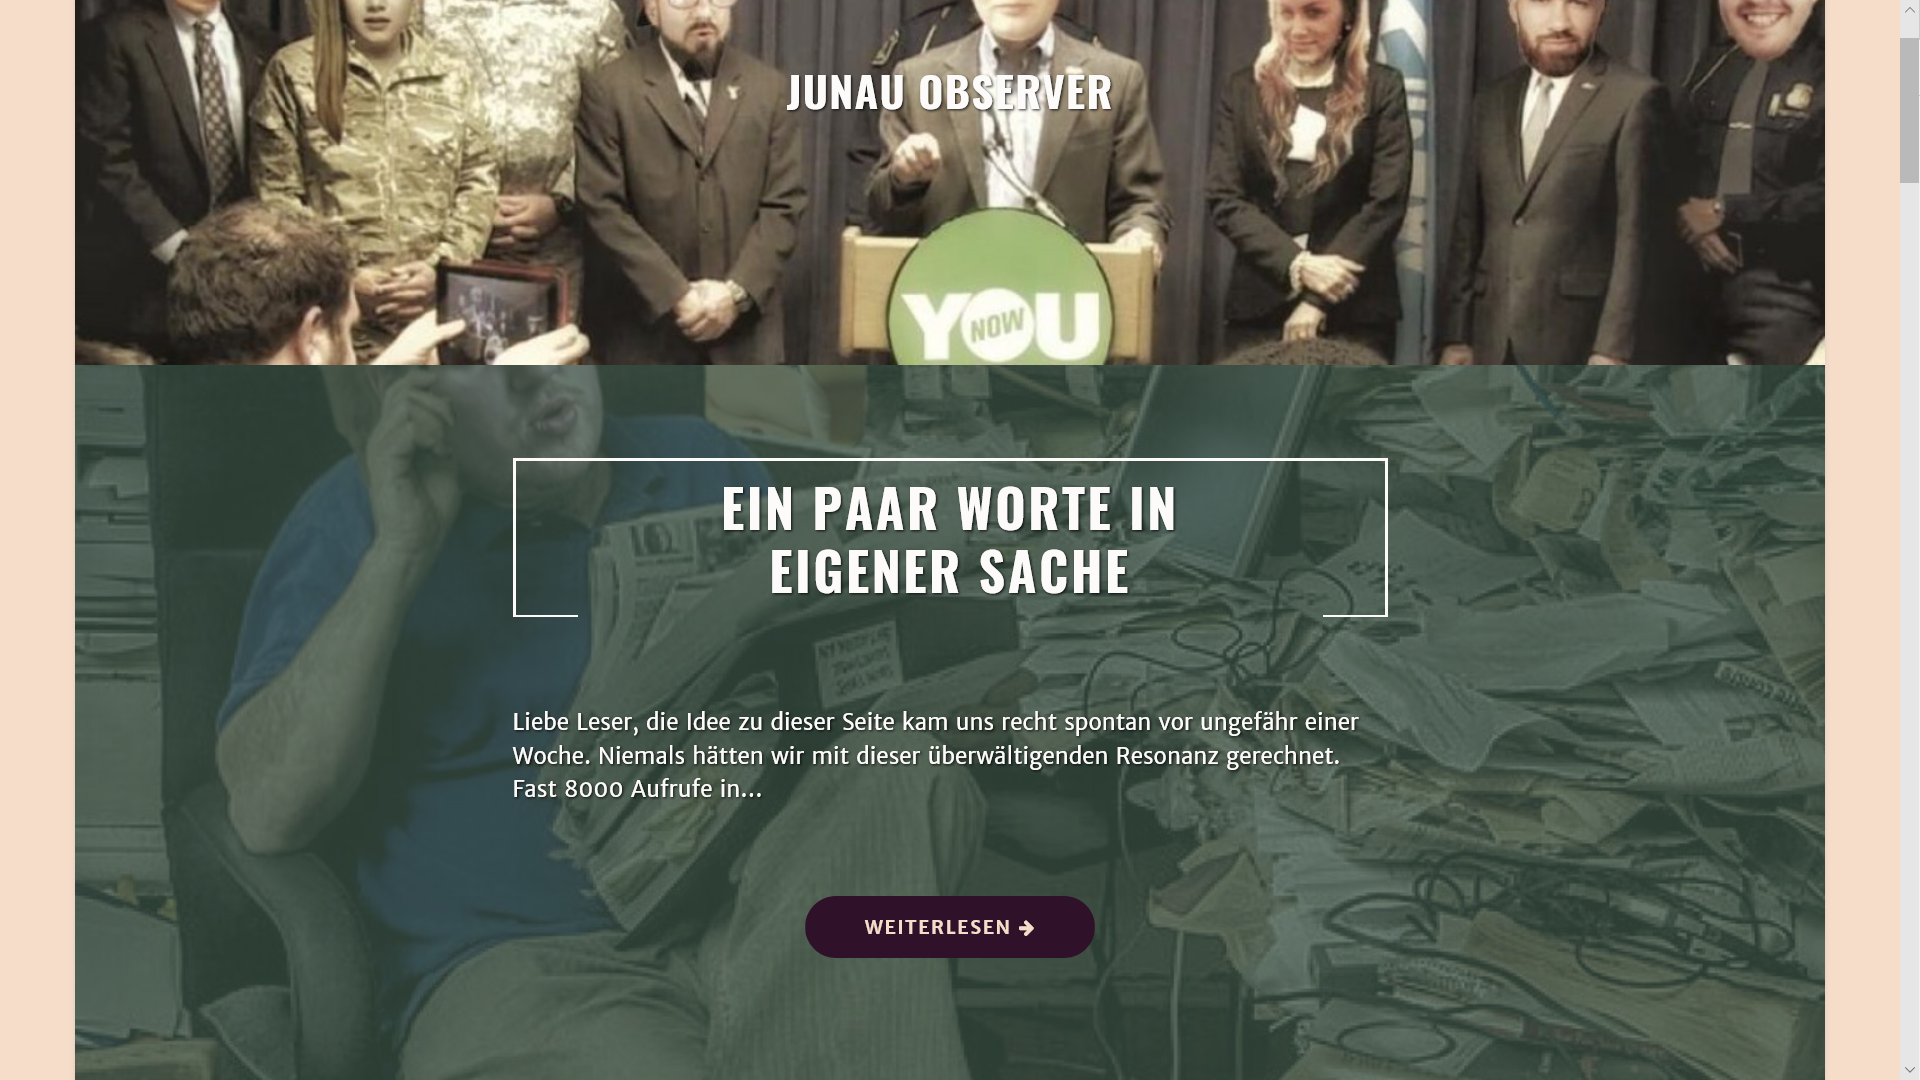 JUNAU OBSERVER
YOU
NOW
EIN PAAR WORTE IN
EIGENER SACHE
Liebe Leser, die Idee zu dieser Seite kam uns recht spontan vor ungefähr einer
Woche. Niemals hätten wir mit dieser überwältigenden Resonanz gerechnet.
Fast 8000 Aufrufe in…
WEITERLESEN